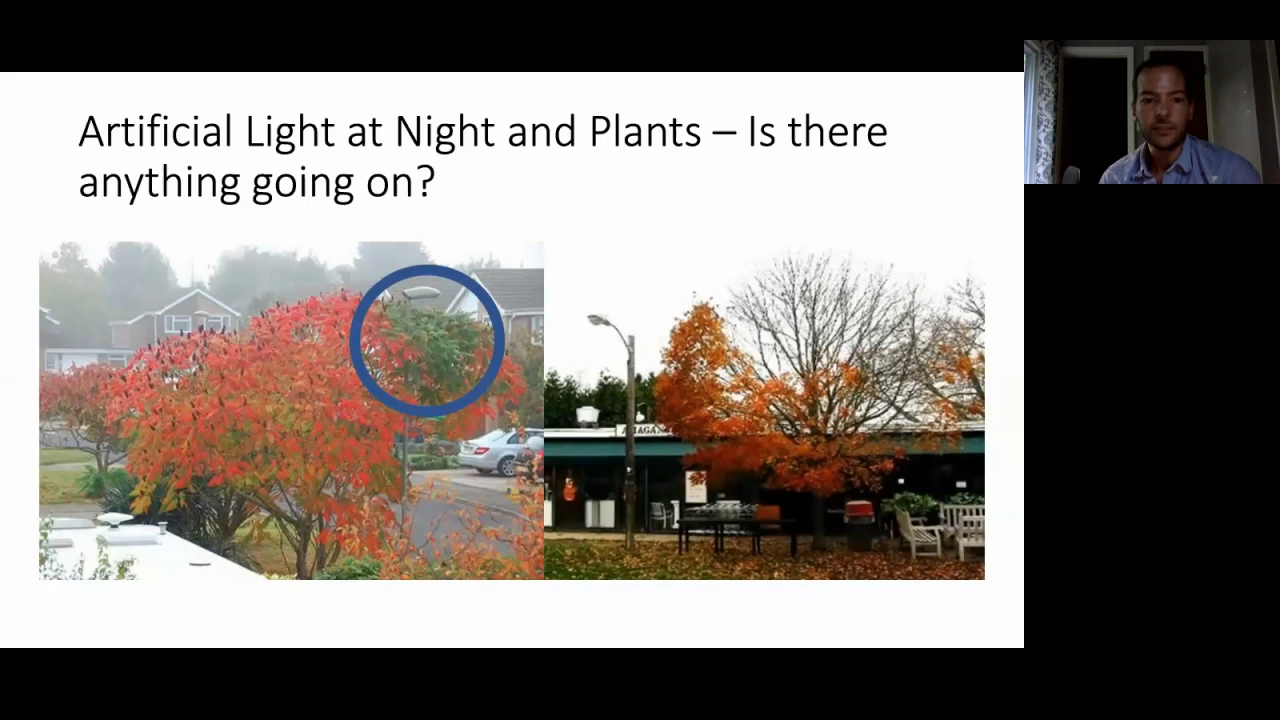 Artificial Light at Night and Plants – Is there
anything going on?